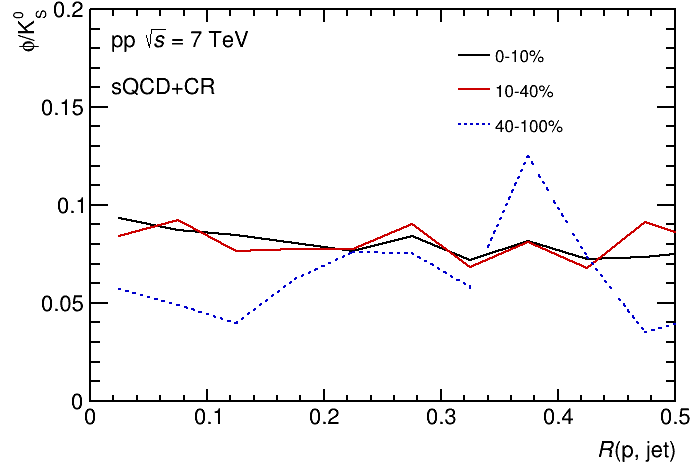 ϕ/K⁰ₛ
0.2
0.15
0.1
0.05
0
pp √s = 7 TeV
sQCD+CR
0-10%
10-40%
40-100%
0 0.1 0.2 0.3 0.4 0.5
R(p, jet)